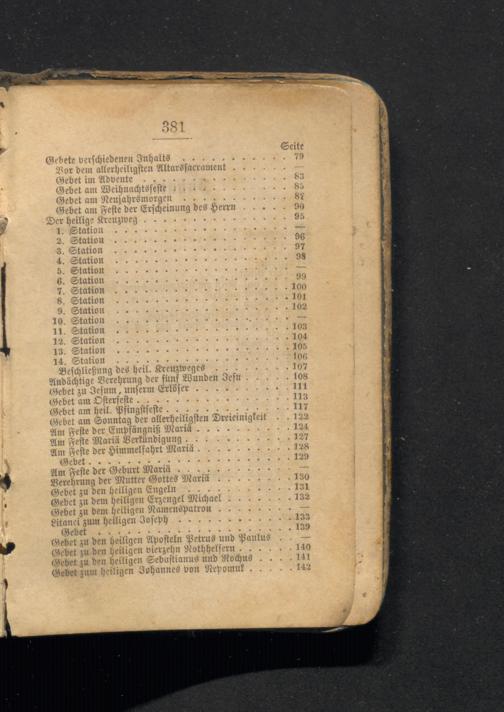 381
Seite
Gebete verschiedenen Inhalts . . . . . . . . . 79
Vor dem allerheiligsten Altarssacrament . . . . . —
Gebet im Advente . . . . . . . . . . . . 83
Gebet am Weihnachtsfeste . . . . . . . . . 85
Gebet am Neujahrsmorgen . . . . . . . . . 87
Gebet am Feste der Erscheinung des Herrn . . . . 90
Der heilige Kreuzweg . . . . . . . . . . . 95
1. Station . . . . . . . . . . . . . . —
2. Station . . . . . . . . . . . . . . 96
3. Station . . . . . . . . . . . . . . 97
4. Station . . . . . . . . . . . . . . 98
5. Station . . . . . . . . . . . . . . —
6. Station . . . . . . . . . . . . . . 99
7. Station . . . . . . . . . . . . . . 100
8. Station . . . . . . . . . . . . . . 101
9. Station . . . . . . . . . . . . . . 102
10. Station . . . . . . . . . . . . . . —
11. Station . . . . . . . . . . . . . . 103
12. Station . . . . . . . . . . . . . . 104
13. Station . . . . . . . . . . . . . . 105
14. Station . . . . . . . . . . . . . . 106
Beschließung des heil. Kreuzweges . . . . . . 107
Andächtige Verehrung der fünf Wunden Jesu . . . . 108
Gebet zu Jesum, unserm Erlöser . . . . . . . 111
Gebet am Osterfeste . . . . . . . . . . . 113
Gebet am heil. Pfingstfeste . . . . . . . . . 117
Gebet am Sonntag der allerheiligsten Dreieinigkeit . . 122
Am Feste der Empfängniß Mariä . . . . . . . 124
Am Feste Mariä Verkündigung . . . . . . . . 127
Am Feste der Himmelfahrt Mariä . . . . . . . 128
Gebet . . . . . . . . . . . . . . . 129
Am Feste der Geburt Mariä . . . . . . . . . —
Verehrung der Mutter Gottes Mariä . . . . . . 130
Gebet zu den heiligen Engeln . . . . . . . . 131
Gebet zu dem heiligen Erzengel Michael . . . . . 132
Gebet zu dem heiligen Namenspatron . . . . . . —
Litanei zum heiligen Joseph . . . . . . . . . 133
Gebet . . . . . . . . . . . . . . . 139
Gebet zu den heiligen Aposteln Petrus und Paulus . . —
Gebet zu den heiligen vierzehn Nothhelfern . . . . 140
Gebet zu den heiligen Sebastianus und Rochus . . . 141
Gebet zum heiligen Johannes von Nepomuk . . . . 142